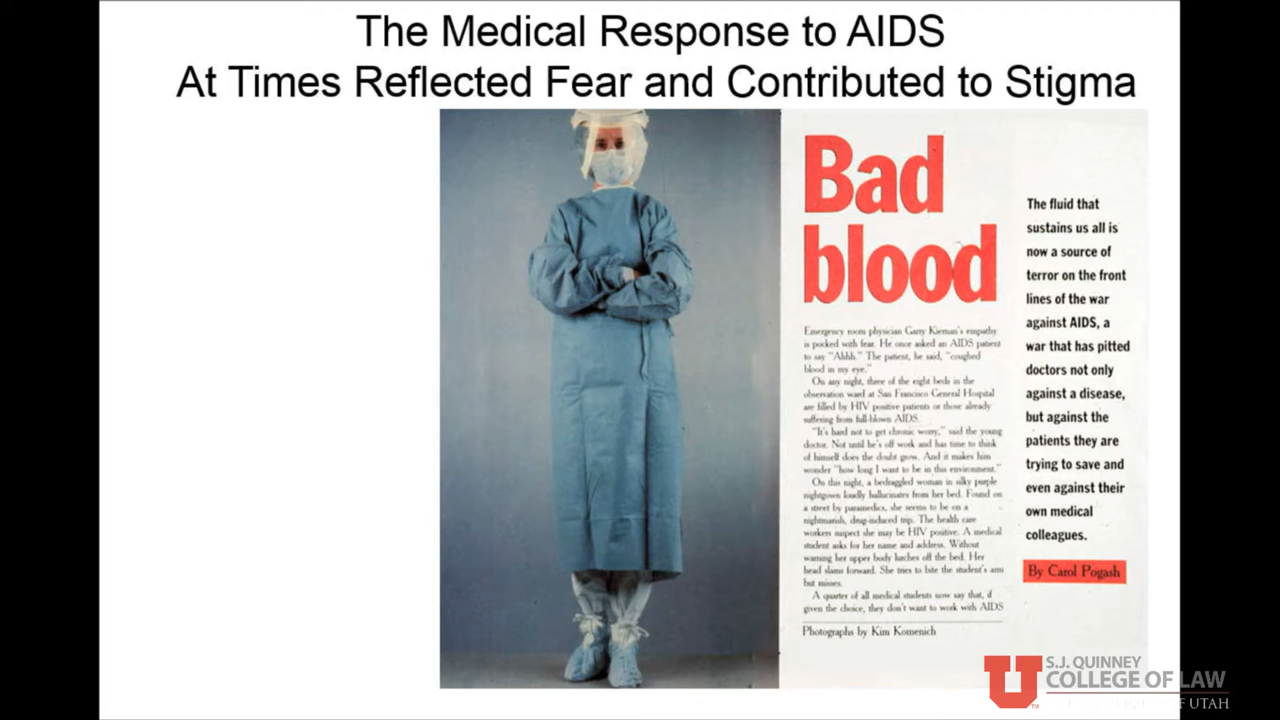 The Medical Response to AIDS
At Times Reflected Fear and Contributed to Stigma
Bad
blood
Emergency room physician Garry Kiernan's empathy
is pocked with fear. He once asked an AIDS patient
to say "Ahhh." The patient, he said, "coughed
blood in my eye."
On any night, three of the eight beds in the
observation ward at San Francisco General Hospital
are filled by HIV positive patients or those already
suffering from full-blown AIDS.
"It's hard not to get chronic worry," said the young
doctor. Not until he's off work and has time to think
of himself does the doubt grow. And it makes him
wonder "how long I want to be in this environment."
On this night, a bedraggled woman in silky purple
nightgown loudly hallucinates from her bed. Found on
a street by paramedics, she seems to be on a
nightmarish, drug-induced trip. The health care
workers suspect she may be HIV positive. A medical
student asks for her name and address. Without
warning her upper body lurches off the bed. Her
head slams forward. She tries to bite the student's arm
but misses.
A quarter of all medical students now say that, if
given the choice, they don't want to work with AIDS
Photographs by Kim Komenich
The fluid that
sustains us all is
now a source of
terror on the front
lines of the war
against AIDS, a
war that has pitted
doctors not only
against a disease,
but against the
patients they are
trying to save and
even against their
own medical
colleagues.
By Carol Pogash
U
S.J. QUINNEY
COLLEGE OF LAW
OF UTAH